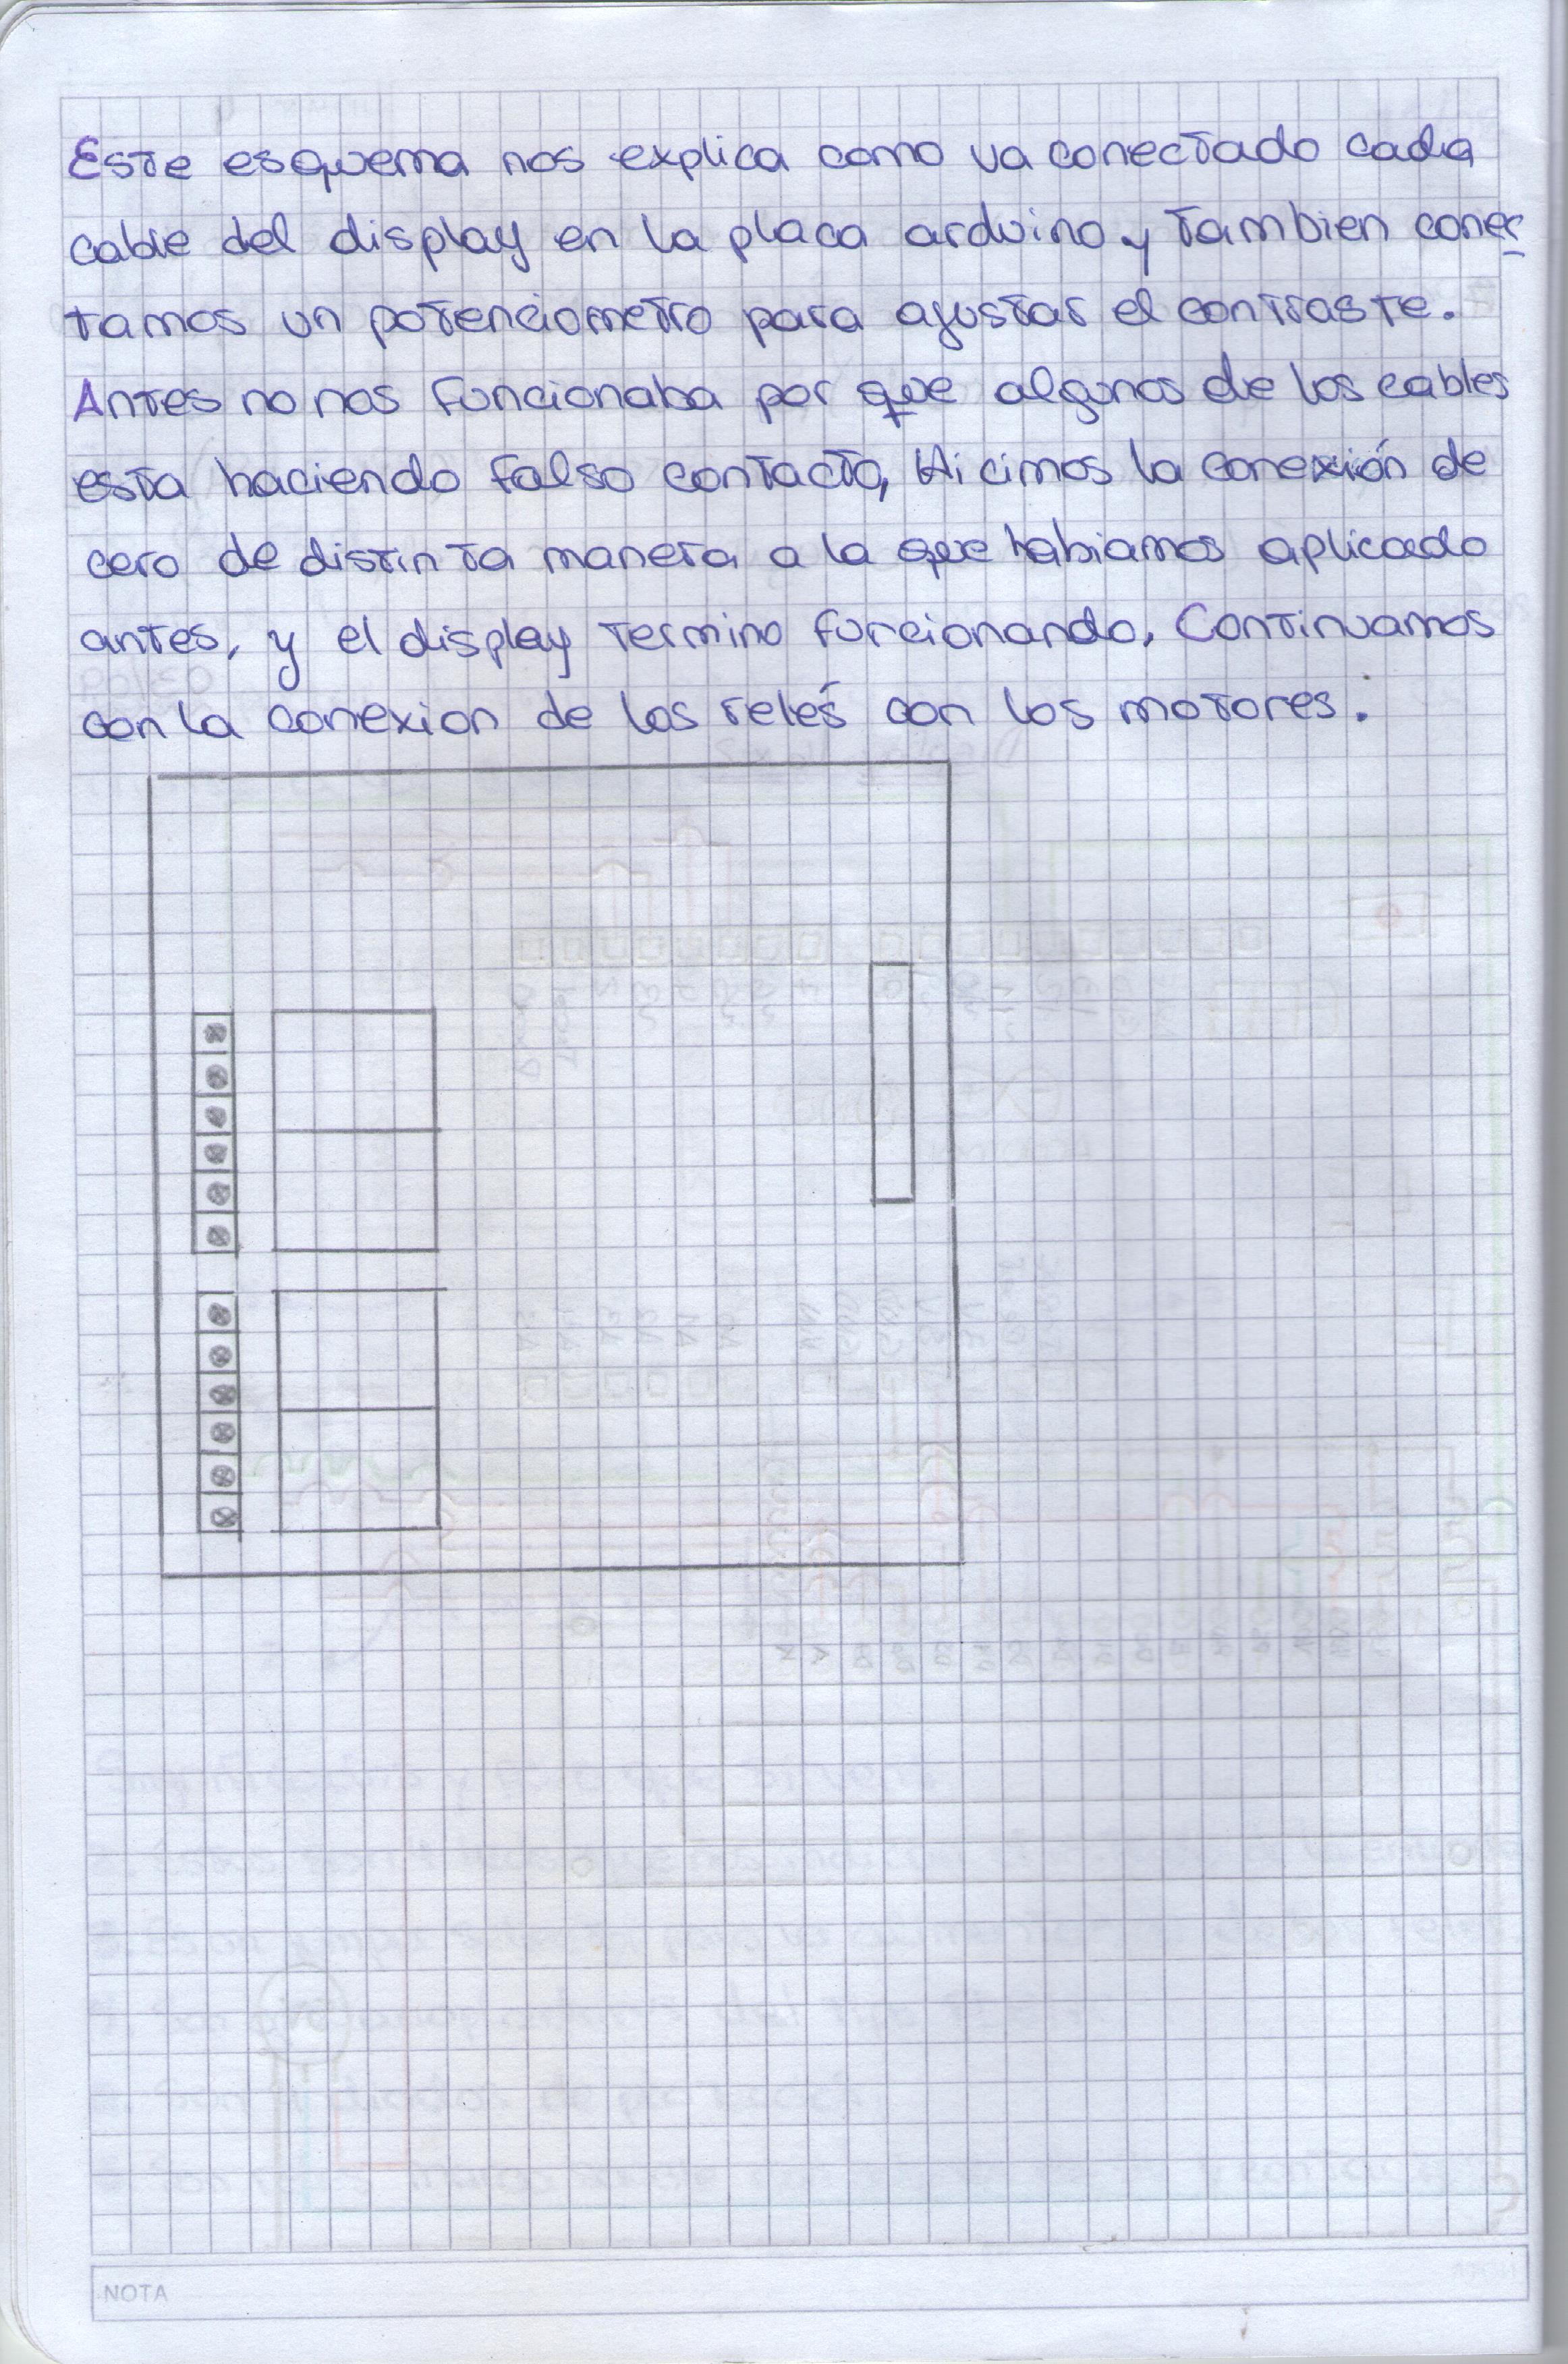 Este esquema nos explica como va conectado cada
cable del display en la placa arduino y Tambien conec
tamos un potenciometro para ajustar el contraste.
Antes no nos funcionaba por que algunos de los cables
esta haciendo falso contacto, Hicimos la conexión de
cero de distinta manera a la que habiamos aplicado
antes, y el display termino funcionando, Continuamos
con la conexion de los relés con los motores.
NOTA